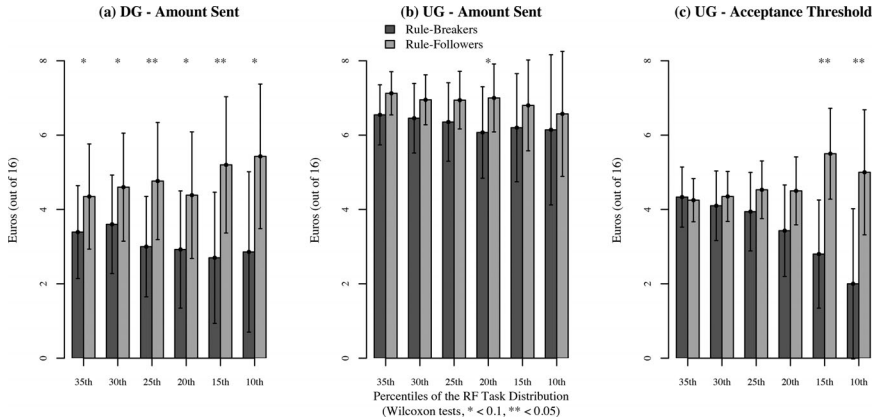 (a) DG - Amount Sent
(b) UG - Amount Sent
(c) UG - Acceptance Threshold
Rule-Breakers
Rule-Followers
* * ** * ** *
*
** **
Euros (out of 16)
0 2 4 6 8
35th 30th 25th 20th 15th 10th
Euros (out of 16)
0 2 4 6 8
35th 30th 25th 20th 15th 10th
Euros (out of 16)
0 2 4 6 8
35th 30th 25th 20th 15th 10th
Percentiles of the RF Task Distribution
(Wilcoxon tests, * < 0.1, ** < 0.05)